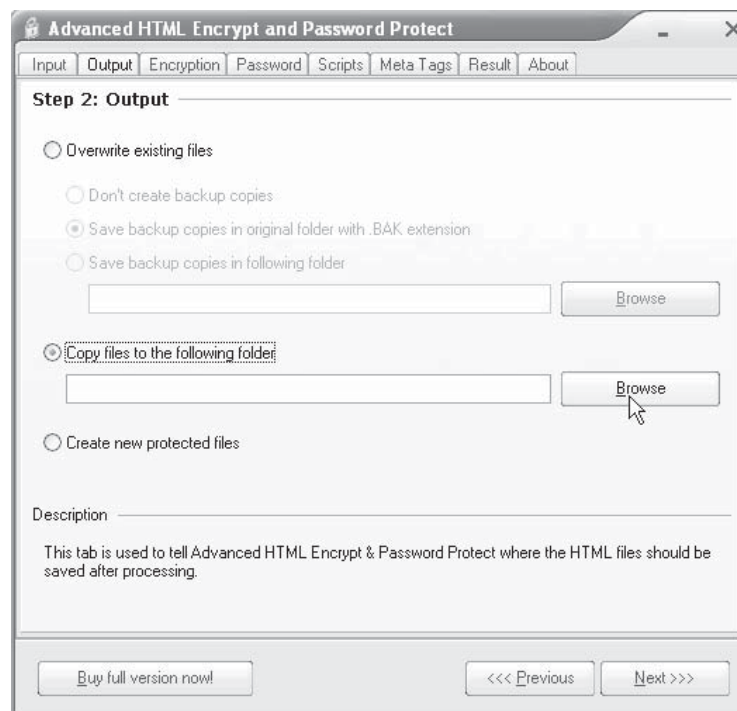 Advanced HTML Encrypt and Password Protect
Input Output Encryption Password Scripts Meta Tags Result About
Step 2: Output
Overwrite existing files
Don't create backup copies
Save backup copies in original folder with .BAK extension
Save backup copies in following folder
Browse
Copy files to the following folder
Browse
Create new protected files
Description
This tab is used to tell Advanced HTML Encrypt & Password Protect where the HTML files should be
saved after processing.
Buy full version now! <<< Previous Next >>>